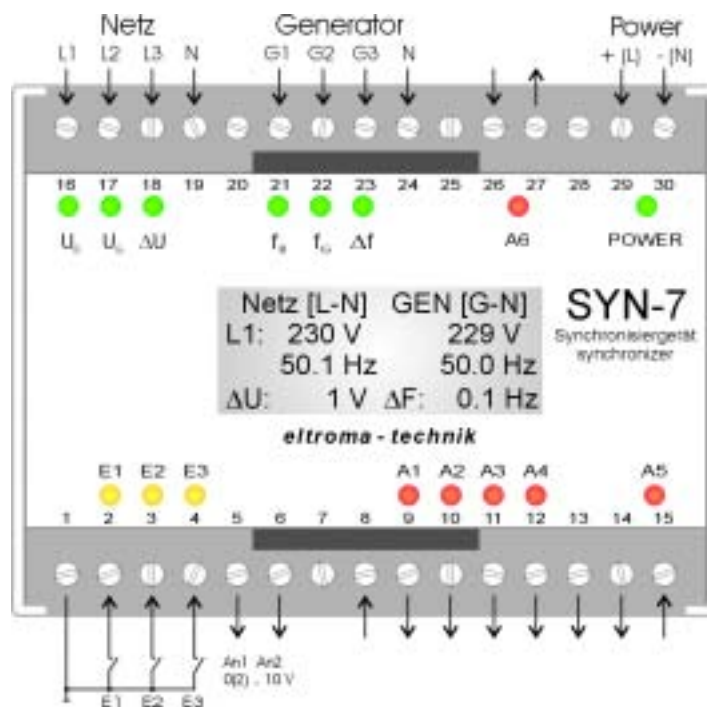 Netz Generator Power
L1 L2 L3 N G1 G2 G3 N + (L) - (N)
16 17 18 19 20 21 22 23 24 25 26 27 28 29 30
ΔU Δf A6 POWER
Netz [L-N] GEN [G-N]
L1: 230 V 229 V
50.1 Hz 50.0 Hz
ΔU: 1 V ΔF: 0.1 Hz
SYN-7
Synchronisiergerät
synchronizer
eltroma-technik
E1 E2 E3 A1 A2 A3 A4 A5
1 2 3 4 5 6 7 8 9 10 11 12 13 14 15
An1 An2
0(2) .. 10 V
E1 E2 E3